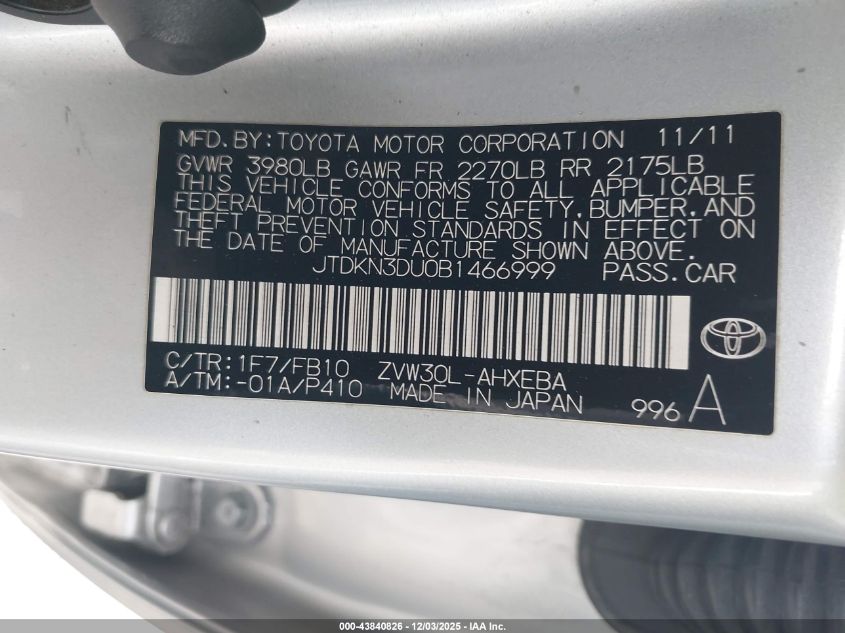 MFD.BY:TOYOTA MOTOR CORPORATION 11/11
GVWR 3980LB GAWR FR 2270LB RR 2175LB
THIS VEHICLE CONFORMS TO ALL APPLICABLE
FEDERAL MOTOR VEHICLE SAFETY,BUMPER,AND
THEFT PREVENTION STANDARDS IN EFFECT ON
THE DATE OF MANUFACTURE SHOWN ABOVE.
JTDKN3DU0B1466999 PASS.CAR
C/TR:1F7/FB10 ZVW30L-AHXEBA
A/TM:-01A/P410 MADE IN JAPAN 996 A
000-43840826 - 12/03/2025 - IAA Inc.